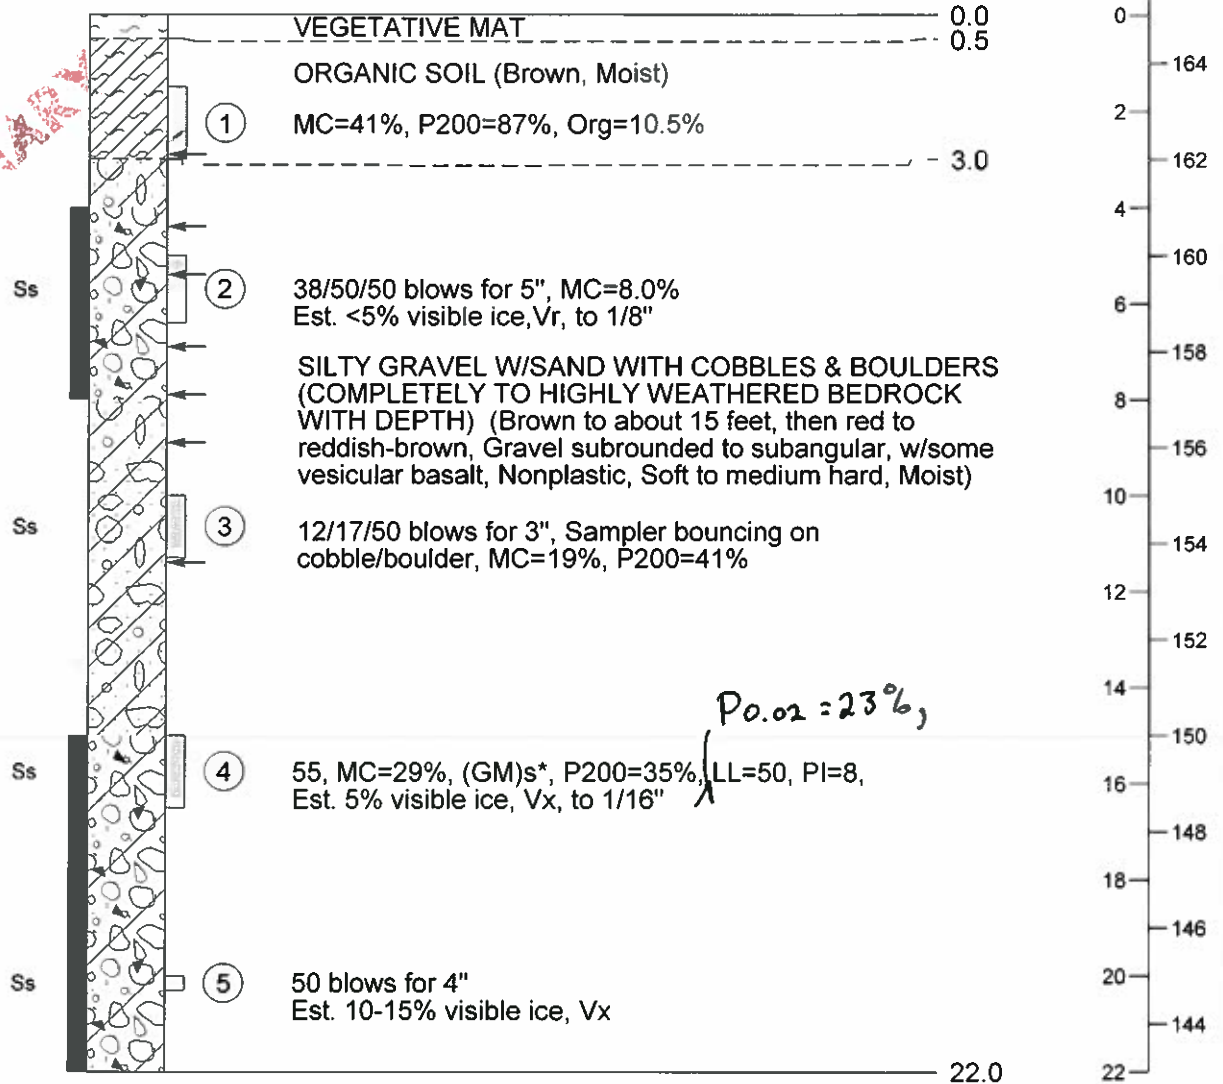 VEGETATIVE MAT
0.0
0.5
ORGANIC SOIL (Brown, Moist)
1
MC=41%, P200=87%, Org=10.5%
3.0
Ss
2
38/50/50 blows for 5", MC=8.0%
Est. <5% visible ice,Vr, to 1/8"
SILTY GRAVEL W/SAND WITH COBBLES & BOULDERS
(COMPLETELY TO HIGHLY WEATHERED BEDROCK
WITH DEPTH) (Brown to about 15 feet, then red to
reddish-brown, Gravel subrounded to subangular, w/some
vesicular basalt, Nonplastic, Soft to medium hard, Moist)
Ss
3
12/17/50 blows for 3", Sampler bouncing on
cobble/boulder, MC=19%, P200=41%
P0.02 = 23%,
Ss
4
55, MC=29%, (GM)s*, P200=35%, LL=50, PI=8,
Est. 5% visible ice, Vx, to 1/16"
Ss
5
50 blows for 4"
Est. 10-15% visible ice, Vx
22.0
0
2
4
6
8
10
12
14
16
18
20
22
164
162
160
158
156
154
152
150
148
146
144